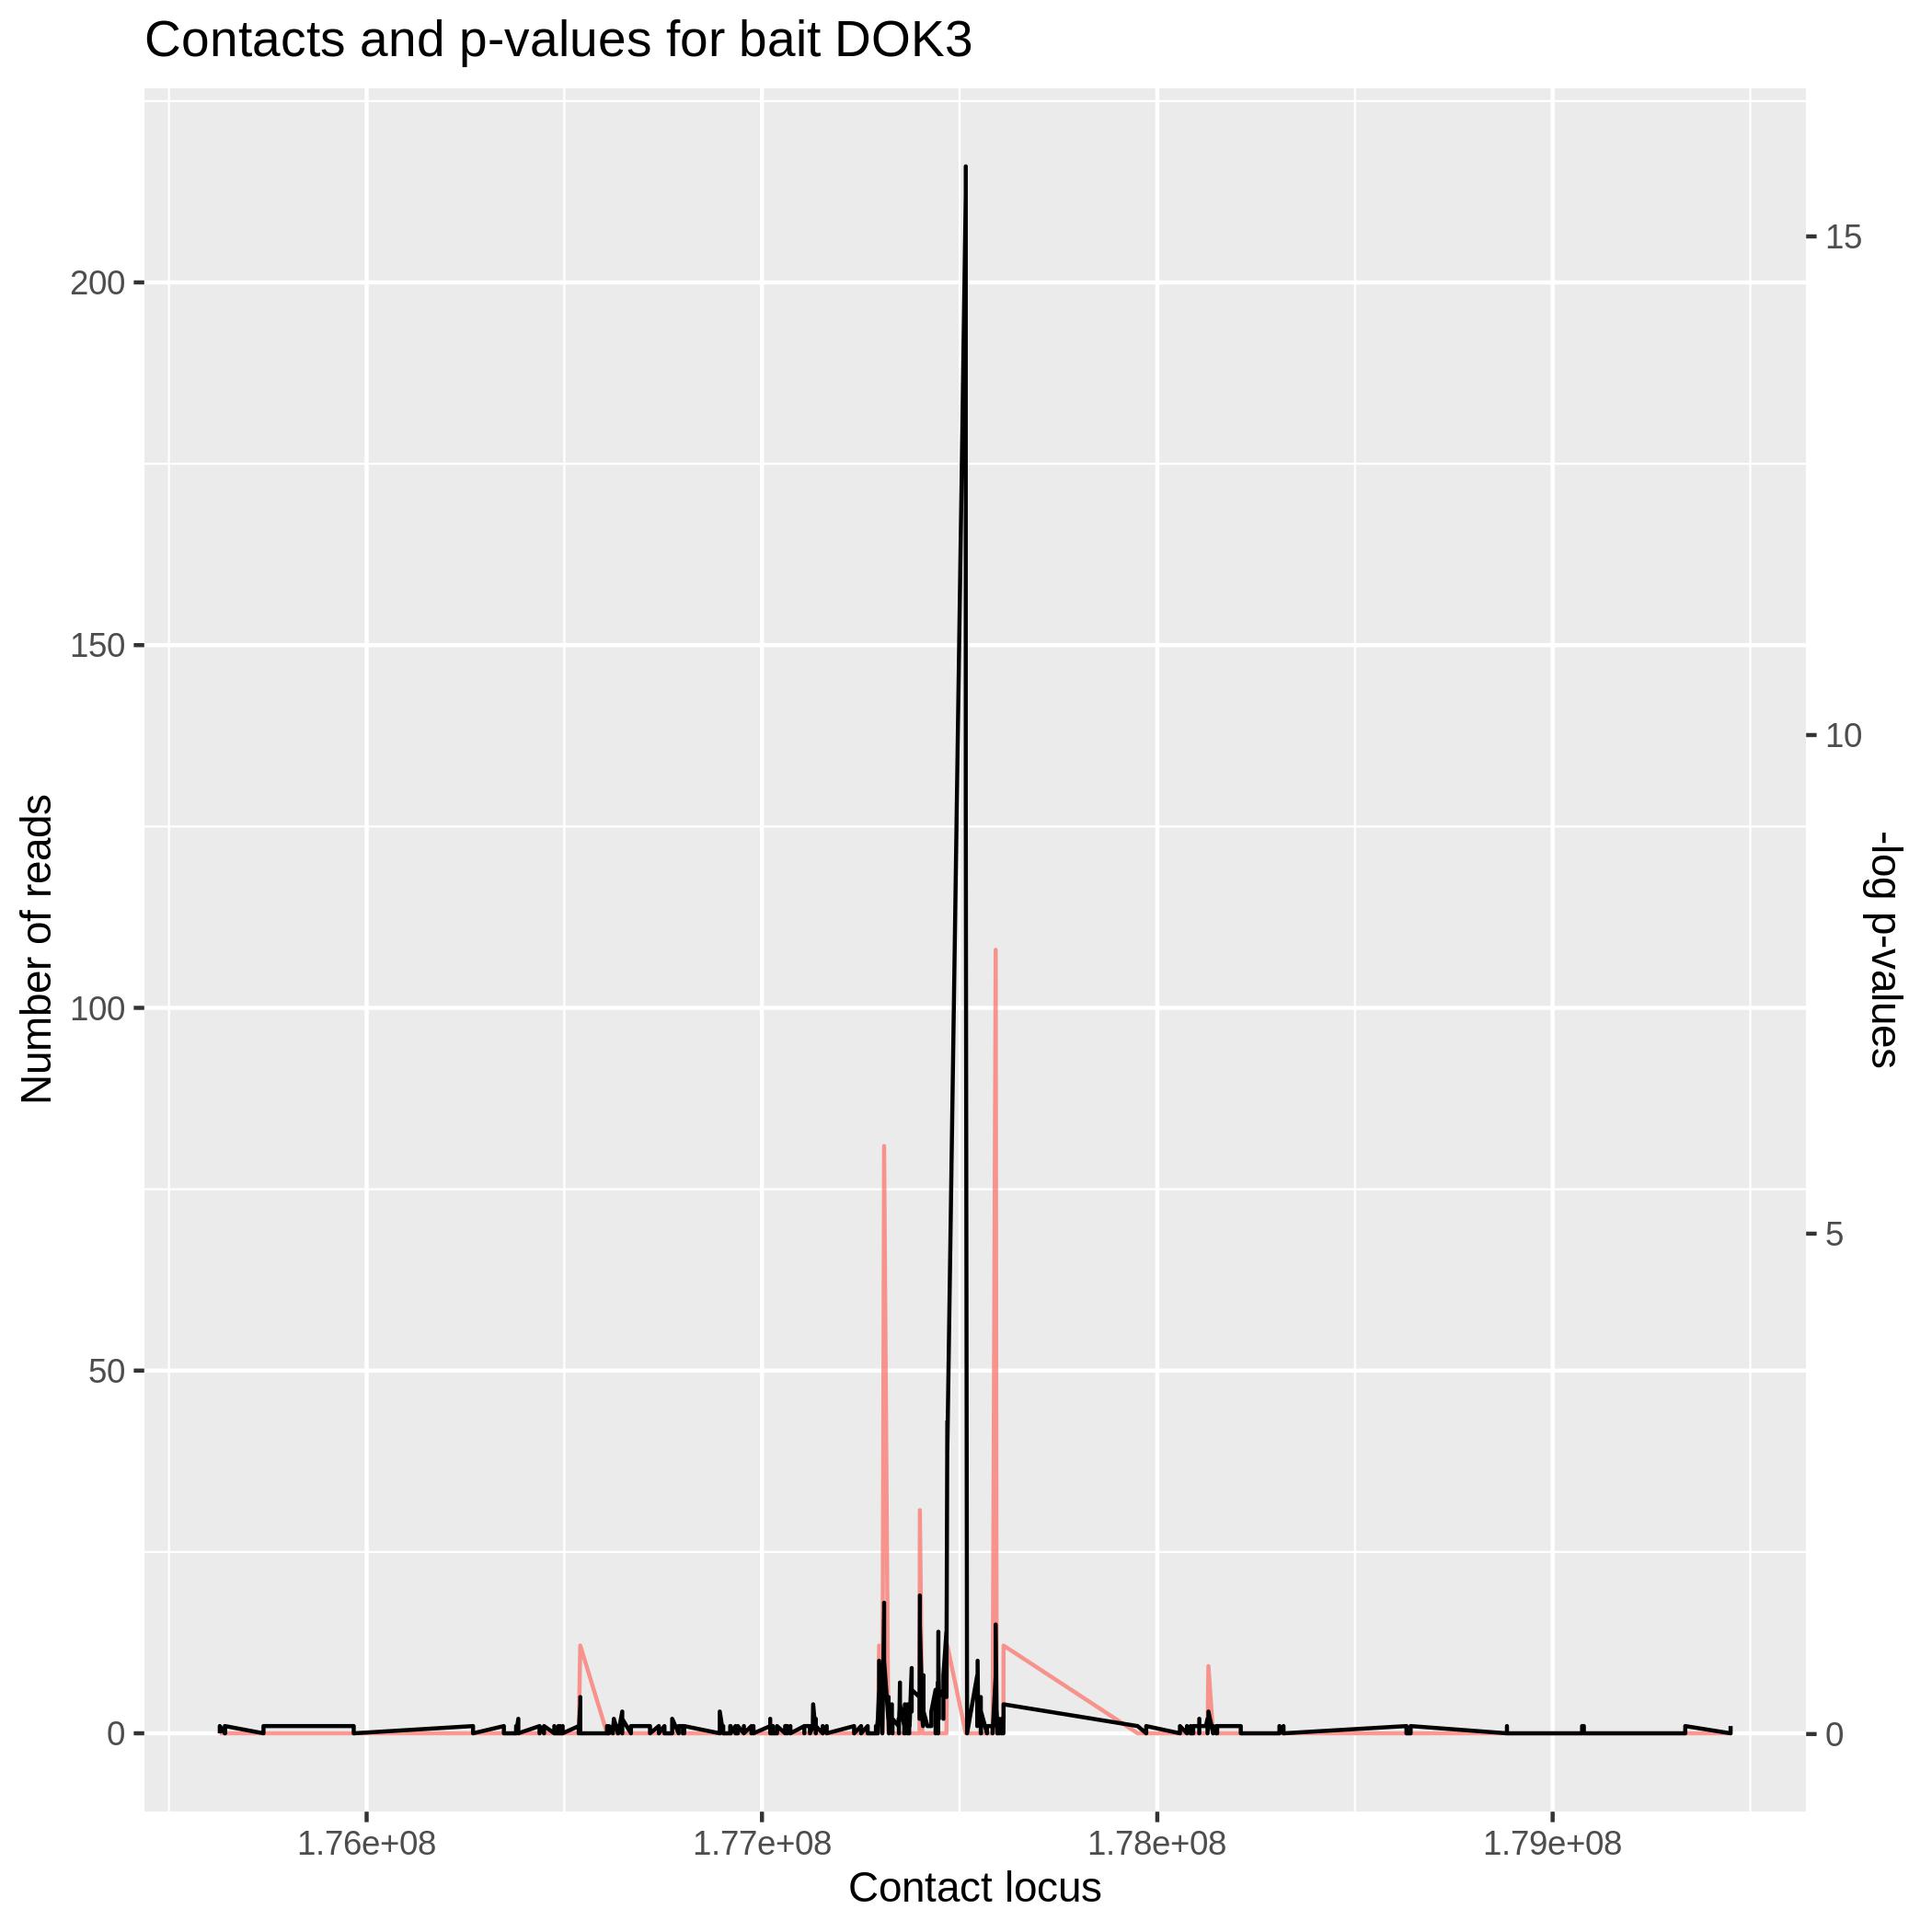 Contacts and p-values for bait DOK3
Number of reads
200
150
100
50
0
15
10
5
0
-log p-values
1.76e+08
1.77e+08
1.78e+08
1.79e+08
Contact locus